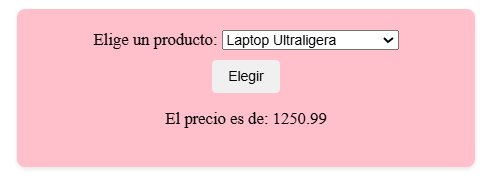 Elige un producto: Laptop Ultraligera
Elegir
El precio es de: 1250.99